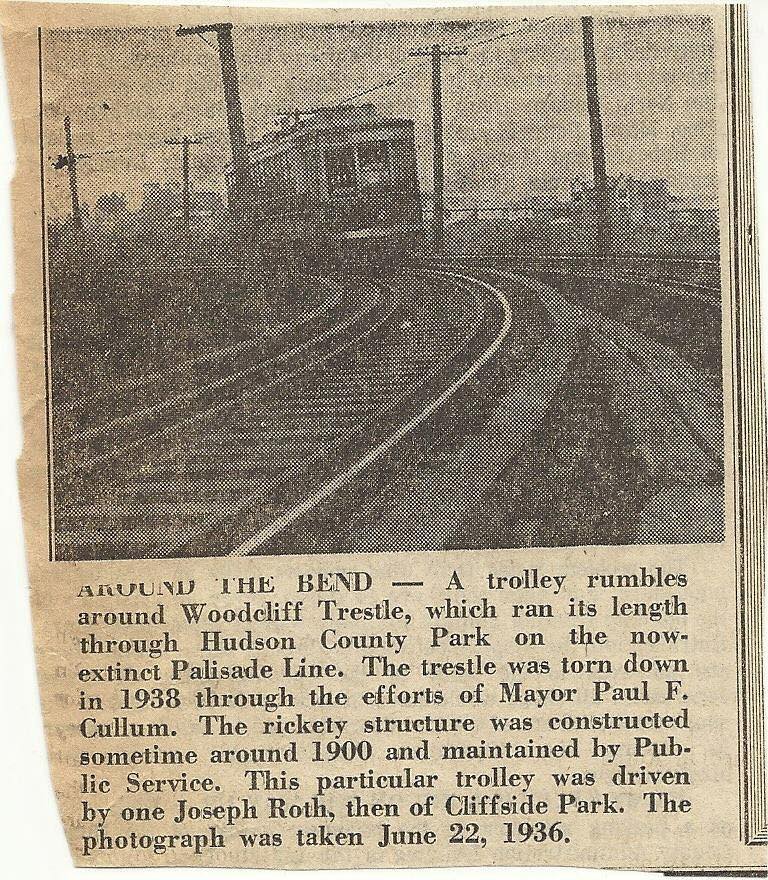 AROUND THE BEND — A trolley rumbles
around Woodcliff Trestle, which ran its length
through Hudson County Park on the now-
extinct Palisade Line. The trestle was torn down
in 1938 through the efforts of Mayor Paul F.
Cullum. The rickety structure was constructed
sometime around 1900 and maintained by Pub-
lic Service. This particular trolley was driven
by one Joseph Roth, then of Cliffside Park. The
photograph was taken June 22, 1936.